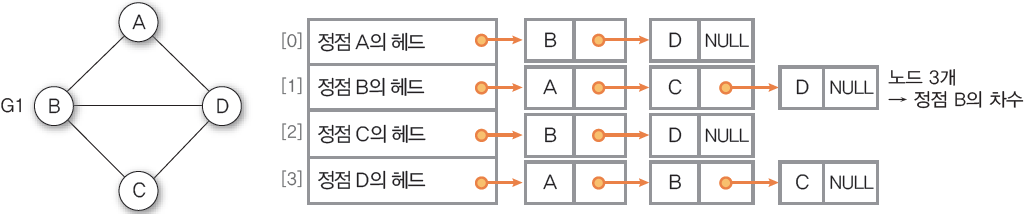 A
G1 B D
C
[0] 정점 A의 헤드 B D NULL
[1] 정점 B의 헤드 A C D NULL
노드 3개
→ 정점 B의 차수
[2] 정점 C의 헤드 B D NULL
[3] 정점 D의 헤드 A B C NULL